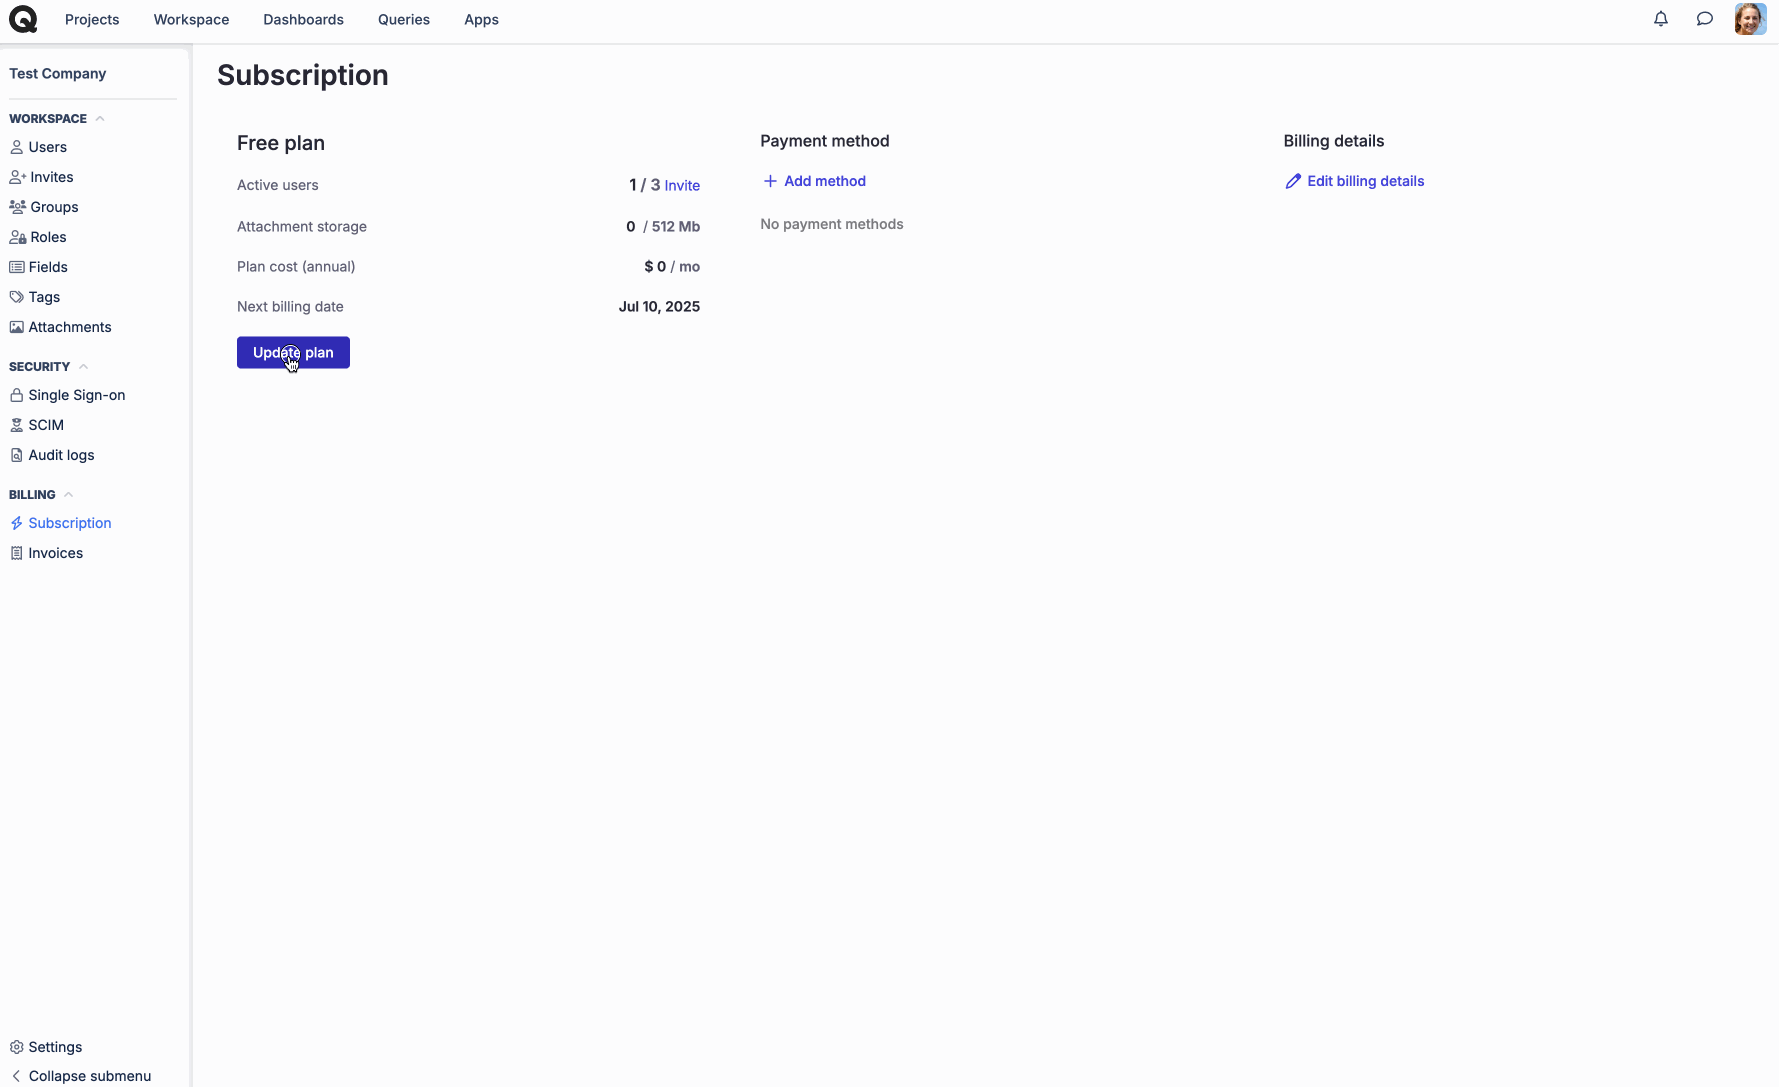 Projects Workspace Dashboards Queries Apps
Test Company
WORKSPACE
Users
Invites
Groups
Roles
Fields
Tags
Attachments
SECURITY
Single Sign-on
SCIM
Audit logs
BILLING
Subscription
Invoices
Settings
Collapse submenu
Subscription
Free plan
Active users 1 / 3 Invite
Attachment storage 0 / 512 Mb
Plan cost (annual) $ 0 / mo
Next billing date Jul 10, 2025
Update plan
Payment method
Add method
No payment methods
Billing details
Edit billing details